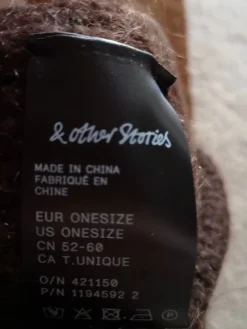 & other Stories
MADE IN CHINA
FABRIQUÉ EN
CHINE
EUR ONESIZE
US ONESIZE
CN 52-60
CA T.UNIQUE
O/N 421150
P/N 1194592 2